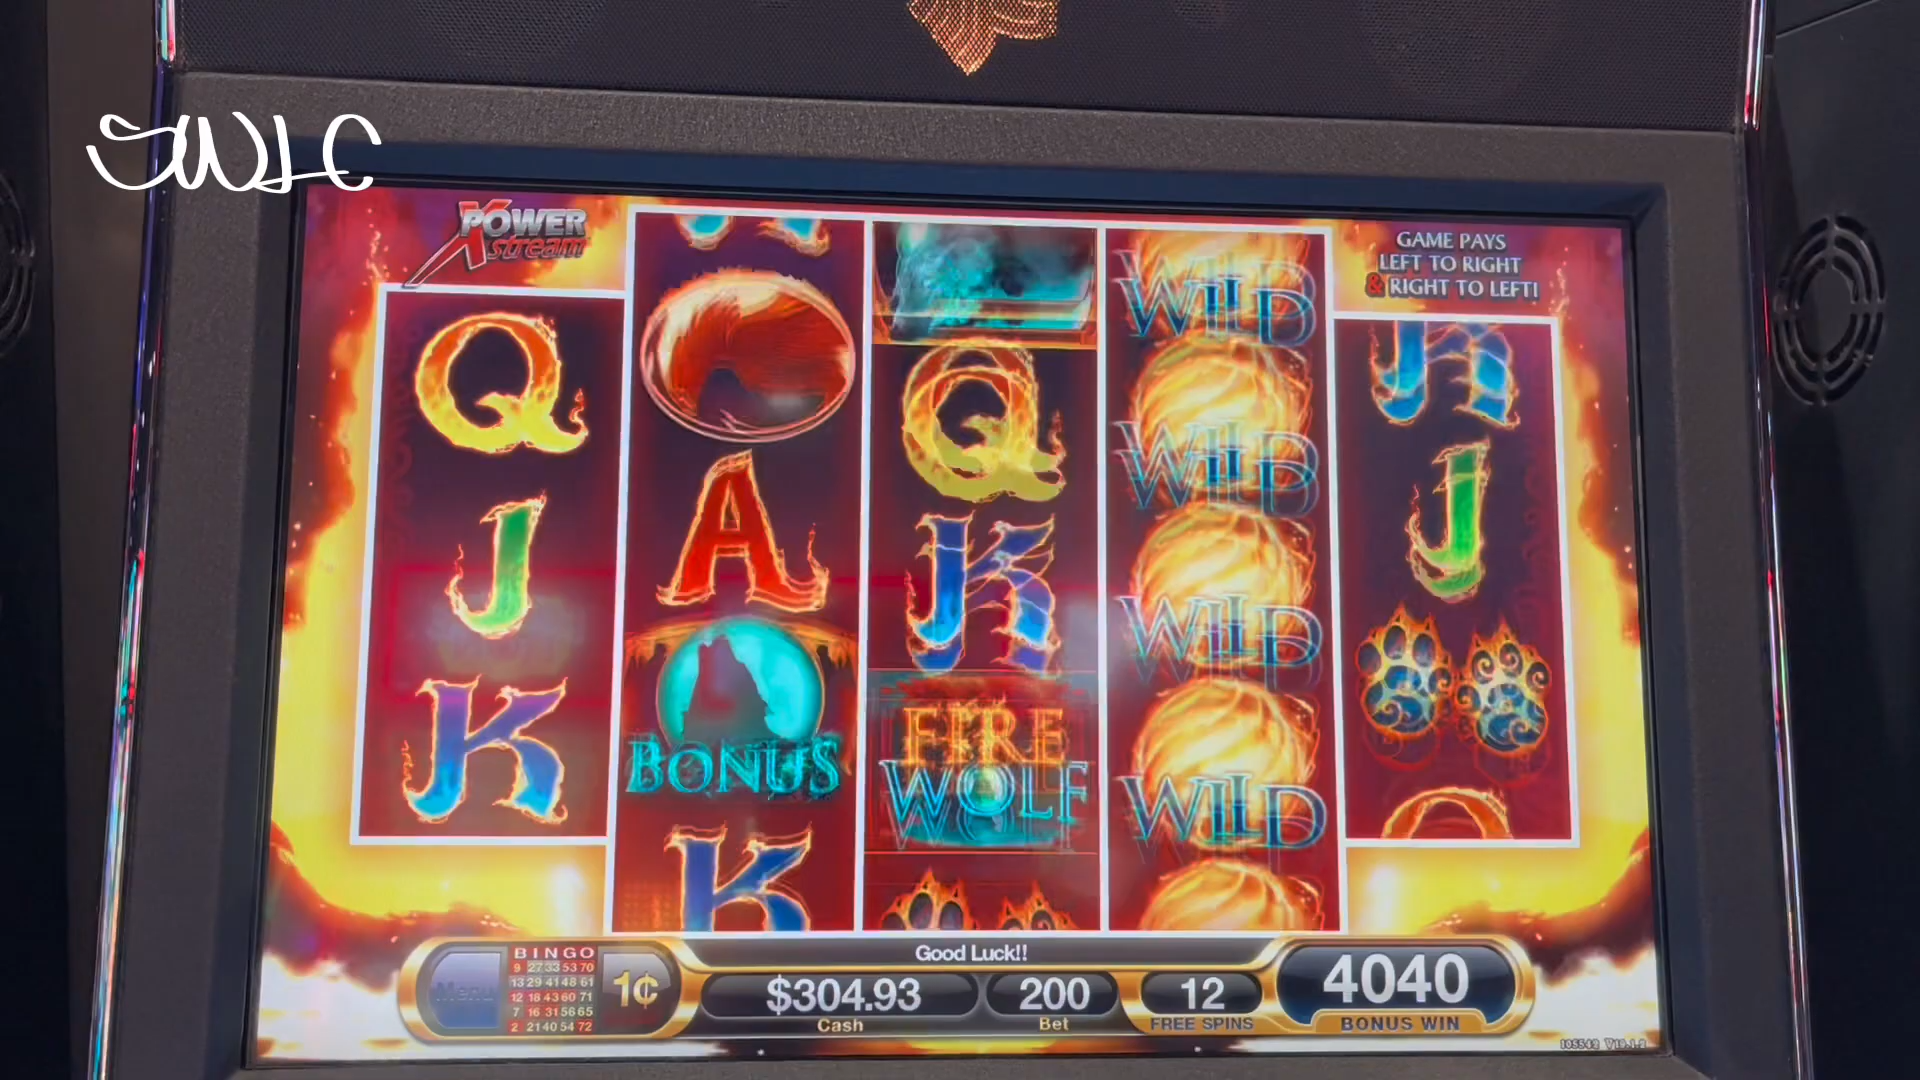 SWLC
XPOWER
Stream
GAME PAYS
LEFT TO RIGHT
& RIGHT TO LEFT!
WILD
Q
Q
K
WILD
J
A
J
K
WILD
BONUS
FIRE
WOLF
K
WILD
K
Good Luck!!
BINGO
9 27 33 53 70
13 29 41 48 61
12 18 43 60 71
7 16 31 56 65
2 21 40 54 72
Menu
1¢
$304.93
Cash
200
Bet
12
FREE SPINS
4040
BONUS WIN